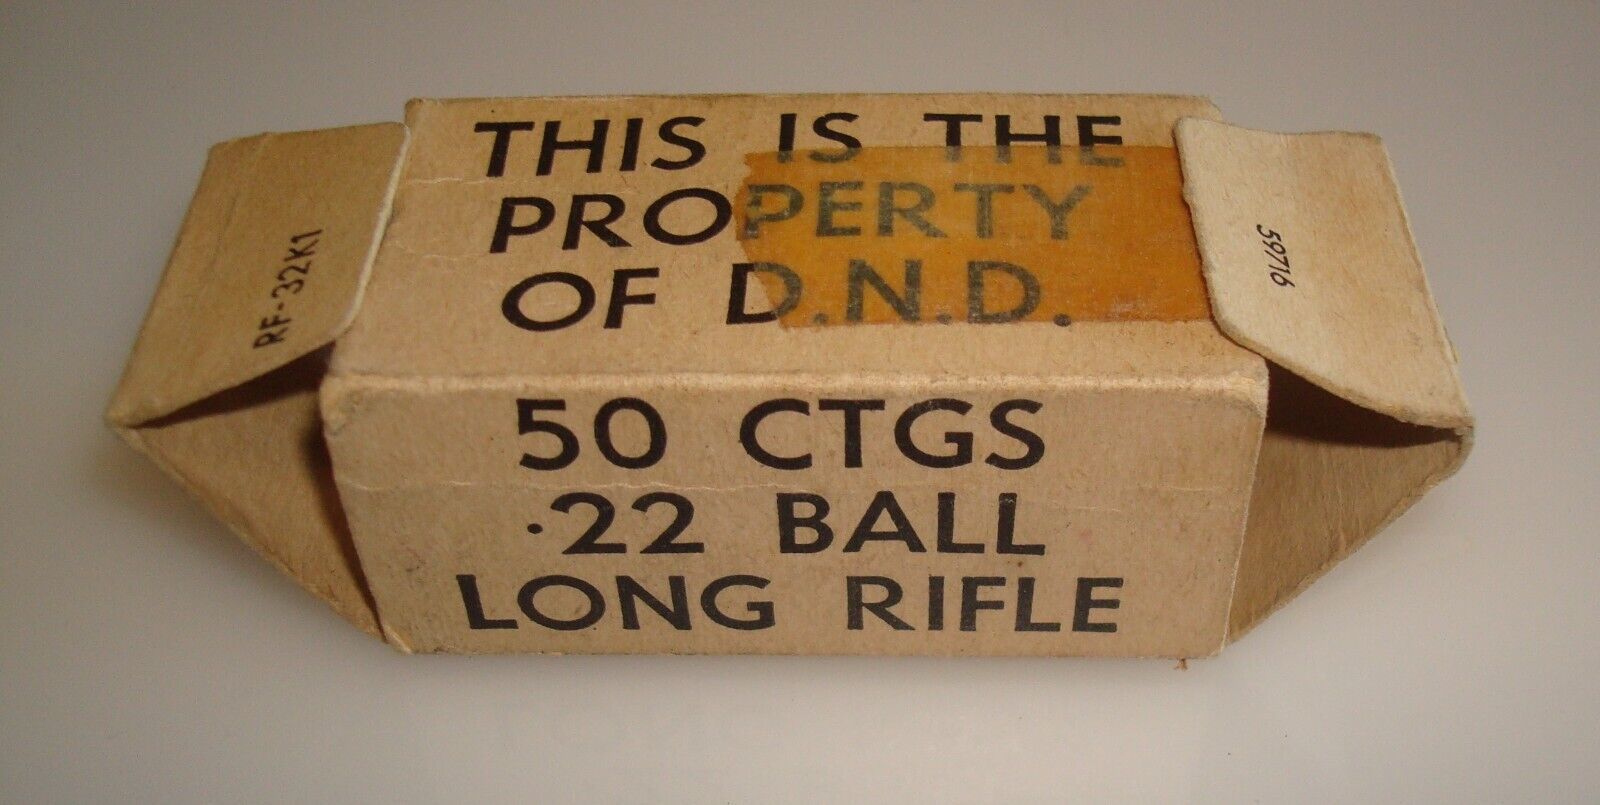 THIS IS THE
PROPERTY
OF D.N.D.
50 CTGS
.22 BALL
LONG RIFLE
RF-32K1
59716